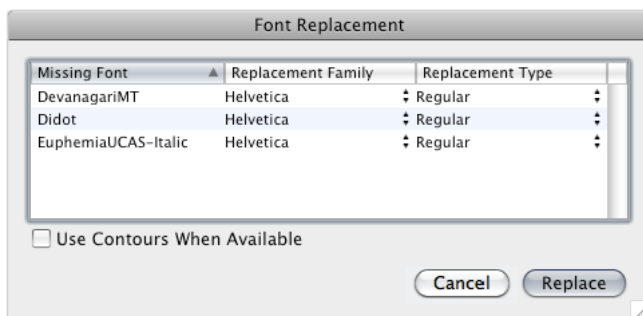 Font Replacement
Missing Font Replacement Family Replacement Type
DevanagariMT Helvetica Regular
Didot Helvetica Regular
EuphemiaUCAS-Italic Helvetica Regular
Use Contours When Available
Cancel Replace